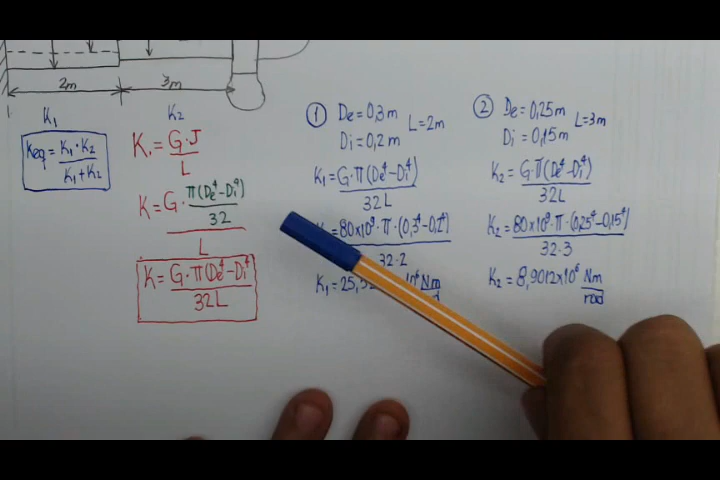 2m 3m
K₁ K₂
Keq = K₁·K₂ / K₁+K₂
K = G·J / L
K = G· π(De⁴-Di⁴)/32 / L
K = G·π(De⁴-Di⁴) / 32L
① De = 0,3m
Di = 0,2m
L=2m
K₁ = G·π(De⁴-Di⁴) / 32L
80x10⁹·π·(0,3⁴-0,2⁴) / 32·2
K₁ = 25, 10⁶ Nm
② De = 0,25m
Di = 0,15m
L=3m
K₂ = G·π(De⁴-Di⁴) / 32L
K₂ = 80x10⁹·π·(0,25⁴-0,15⁴) / 32·3
K₂ = 8,9012x10⁶ Nm / rad